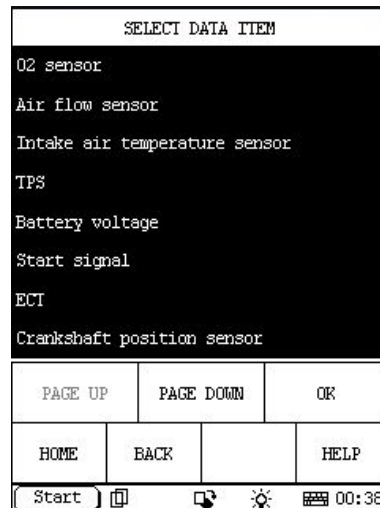 SELECT DATA ITEM
O2 sensor
Air flow sensor
Intake air temperature sensor
TPS
Battery voltage
Start signal
ECT
Crankshaft position sensor
PAGE UP PAGE DOWN OK
HOME BACK HELP
Start 00:38